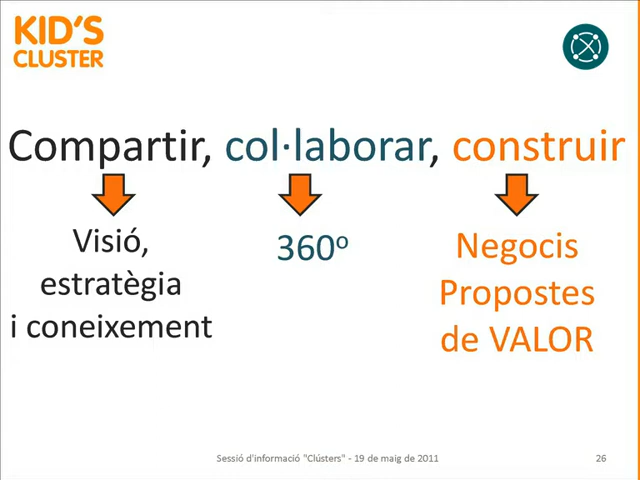 KID'S
CLUSTER
Compartir, col·laborar, construir
Visió,
estratègia
i coneixement
360º
Negocis
Propostes
de VALOR
Sessió d'informació "Clústers" - 19 de maig de 2011
26